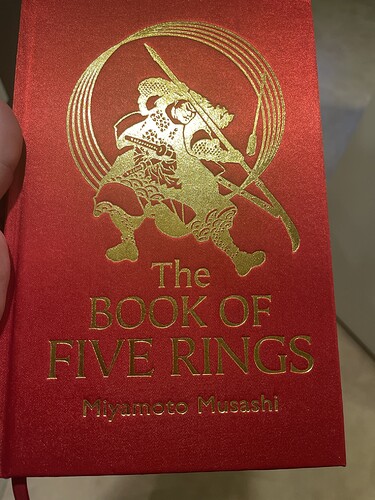 The
BOOK OF
FIVE RINGS
Miyamoto Musashi